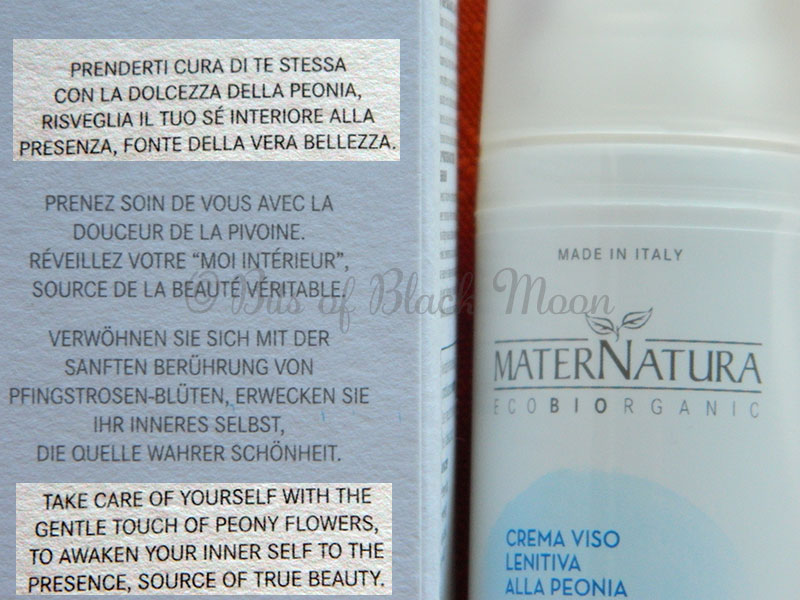 PRENDERTI CURA DI TE STESSA
CON LA DOLCEZZA DELLA PEONIA,
RISVEGLIA IL TUO SÉ INTERIORE ALLA
PRESENZA, FONTE DELLA VERA BELLEZZA.
PRENEZ SOIN DE VOUS AVEC LA
DOUCEUR DE LA PIVOINE.
RÉVEILLEZ VOTRE “MOI INTÉRIEUR”,
SOURCE DE LA BEAUTÉ VÉRITABLE.
VERWÖHNEN SIE SICH MIT DER
SANFTEN BERÜHRUNG VON
PFINGSTROSEN-BLÜTEN, ERWECKEN SIE
IHR INNERES SELBST,
DIE QUELLE WAHRER SCHÖNHEIT.
TAKE CARE OF YOURSELF WITH THE
GENTLE TOUCH OF PEONY FLOWERS,
TO AWAKEN YOUR INNER SELF TO THE
PRESENCE, SOURCE OF TRUE BEAUTY.
© Bits of Black Moon
MADE IN ITALY
MATERNATURA
ECOBIORGANIC
CREMA VISO
LENITIVA
ALLA PEONIA